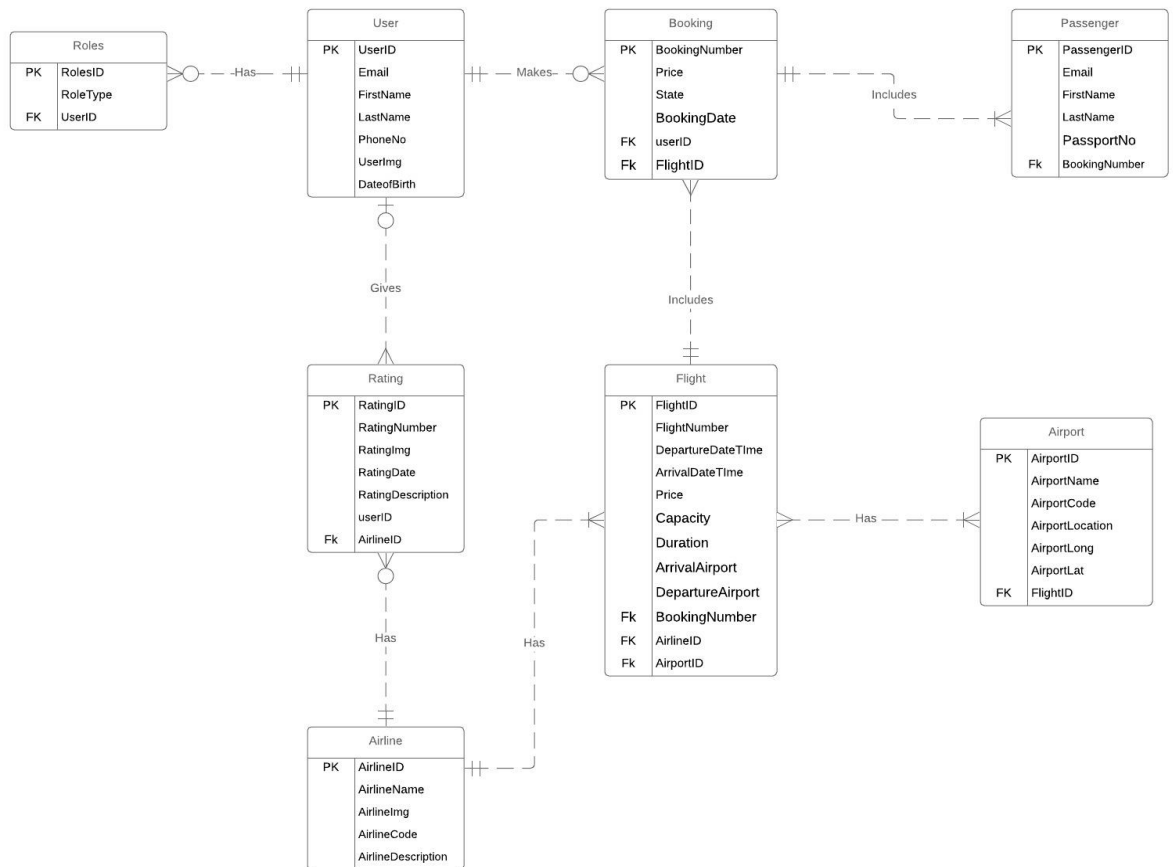 Roles
PK RolesID
RoleType
FK UserID
Has
User
PK UserID
Email
FirstName
LastName
PhoneNo
UserImg
DateofBirth
Makes
Booking
PK BookingNumber
Price
State
BookingDate
FK userID
Fk FlightID
Includes
Passenger
PK PassengerID
Email
FirstName
LastName
PassportNo
Fk BookingNumber
Gives
Includes
Rating
PK RatingID
RatingNumber
RatingImg
RatingDate
RatingDescription
userID
Fk AirlineID
Flight
PK FlightID
FlightNumber
DepartureDateTIme
ArrivalDateTIme
Price
Capacity
Duration
ArrivalAirport
DepartureAirport
Fk BookingNumber
FK AirlineID
Fk AirportID
Has
Airport
PK AirportID
AirportName
AirportCode
AirportLocation
AirportLong
AirportLat
FK FlightID
Has
Has
Airline
PK AirlineID
AirlineName
AirlineImg
AirlineCode
AirlineDescription